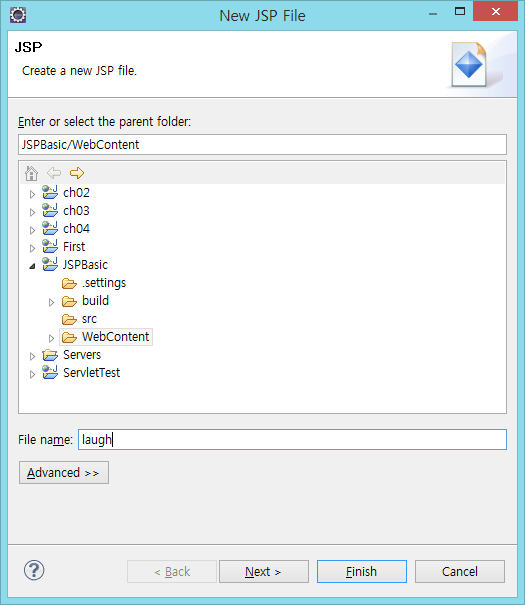 New JSP File
JSP
Create a new JSP file.
Enter or select the parent folder:
JSPBasic/WebContent
ch02
ch03
ch04
First
JSPBasic
.settings
build
src
WebContent
Servers
ServletTest
File name: laugh
Advanced >>
? < Back Next > Finish Cancel